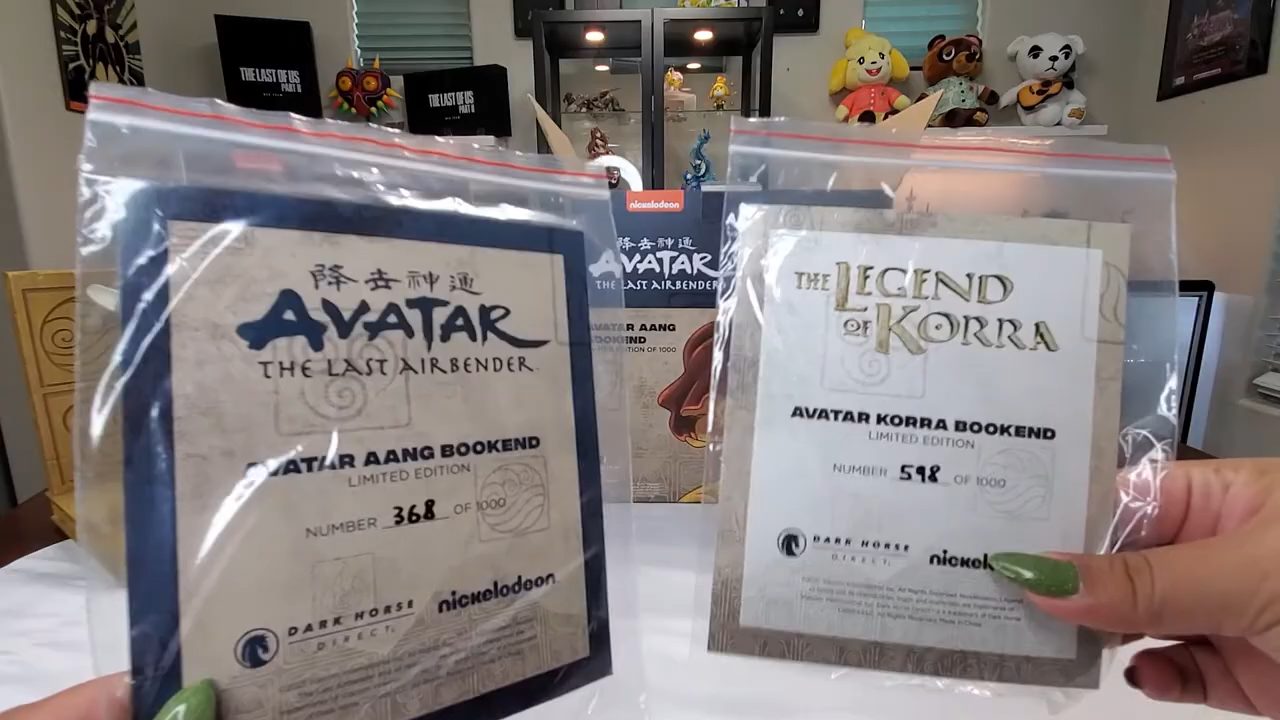 THE LAST OF US
PART II
THE LAST OF US
PART II
nickelodeon
降去神通
AVATAR
THE LAST AIRBENDER
AVATAR AANG
BOOKEND
EDITION OF 1000
降去神通
AVATAR
THE LAST AIRBENDER
AVATAR AANG BOOKEND
LIMITED EDITION
NUMBER 368 OF 1000
DARK HORSE
DIRECT
nickelodeon
THE LEGEND
OF KORRA
AVATAR KORRA BOOKEND
LIMITED EDITION
NUMBER 598 OF 1000
DARK HORSE
DIRECT
nickel